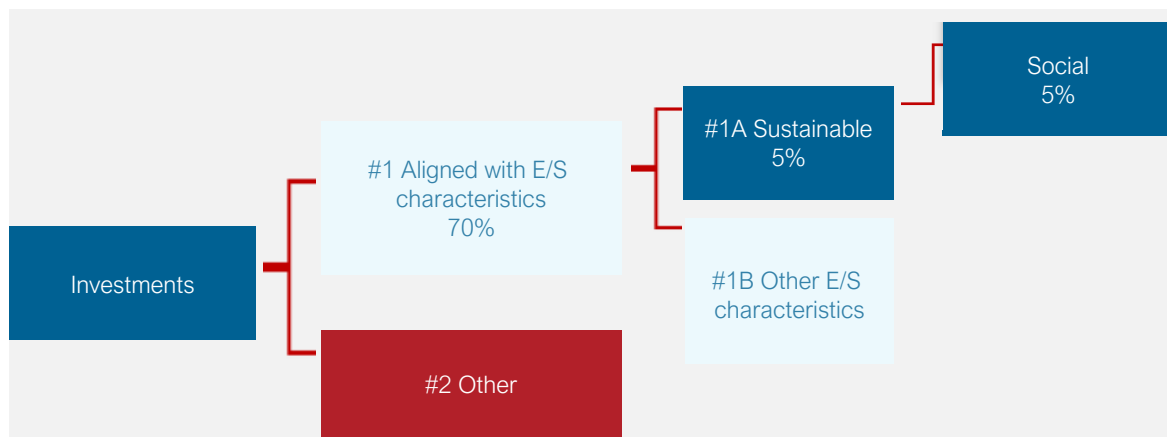 Investments
#1 Aligned with E/S
characteristics
70%
#2 Other
#1A Sustainable
5%
#1B Other E/S
characteristics
Social
5%